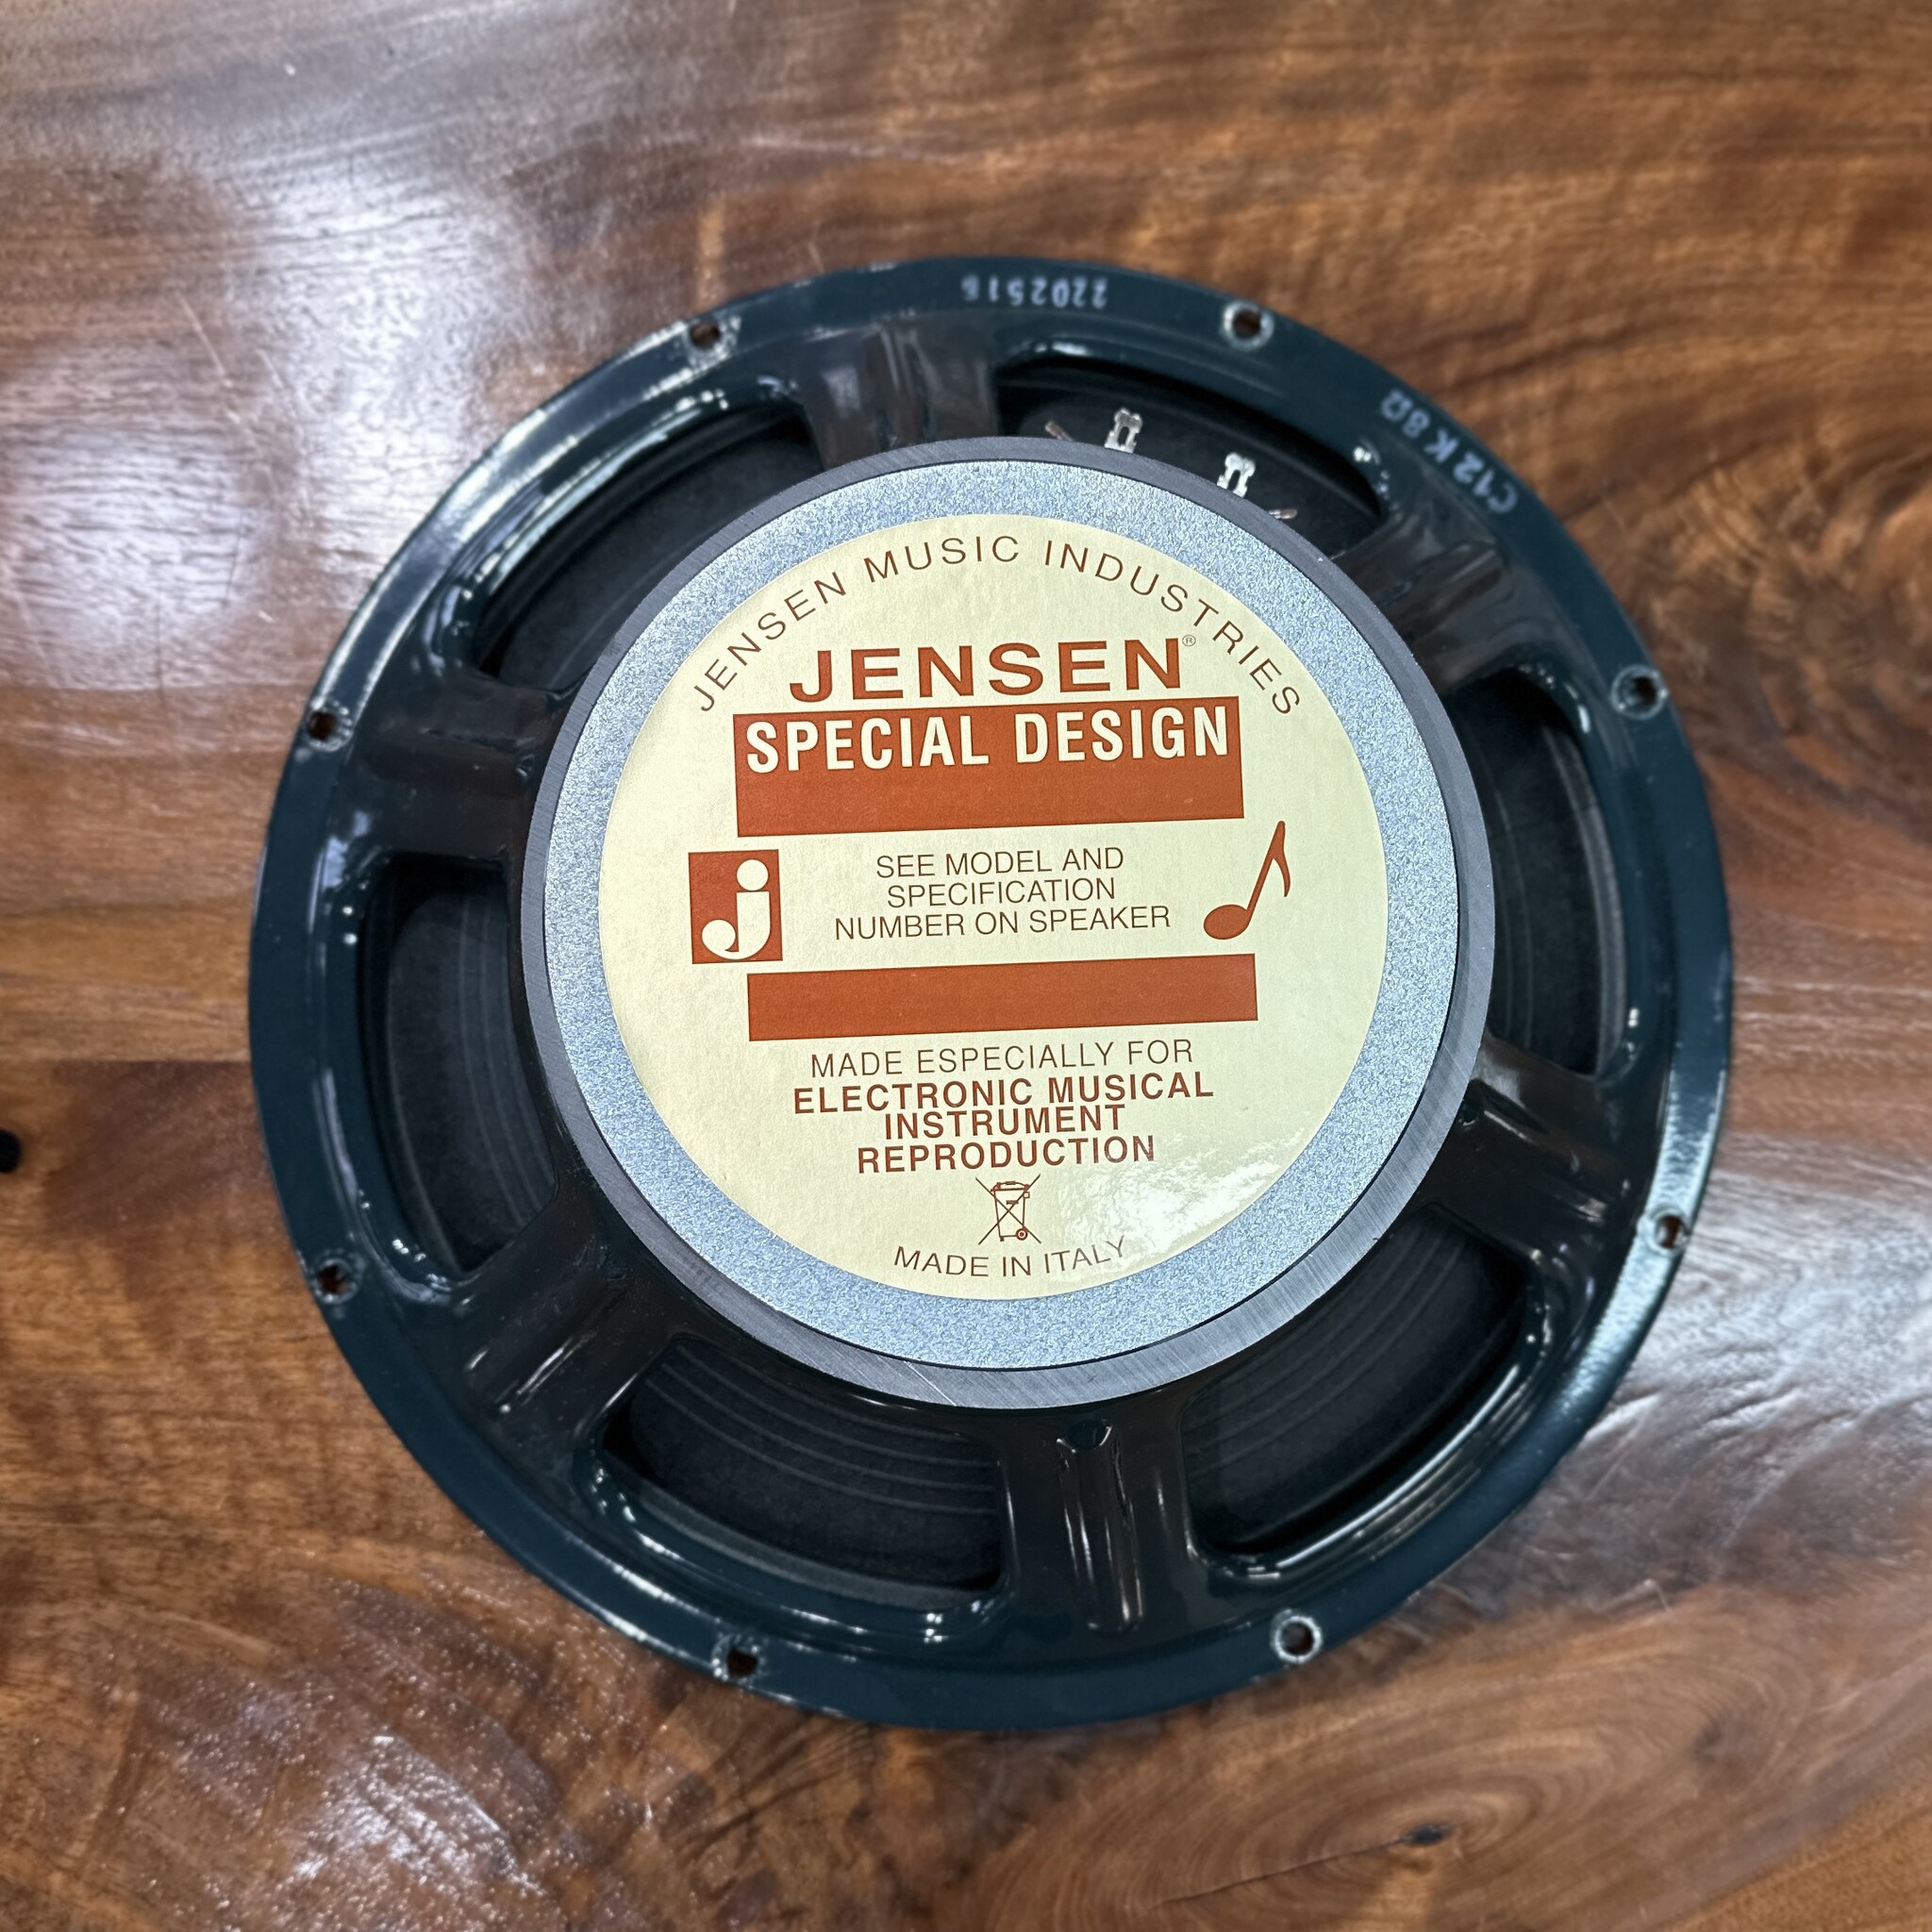 2202516
C12K 8Ω
JENSEN MUSIC INDUSTRIES
JENSEN®
SPECIAL DESIGN
j
SEE MODEL AND
SPECIFICATION
NUMBER ON SPEAKER
MADE ESPECIALLY FOR
ELECTRONIC MUSICAL
INSTRUMENT
REPRODUCTION
MADE IN ITALY